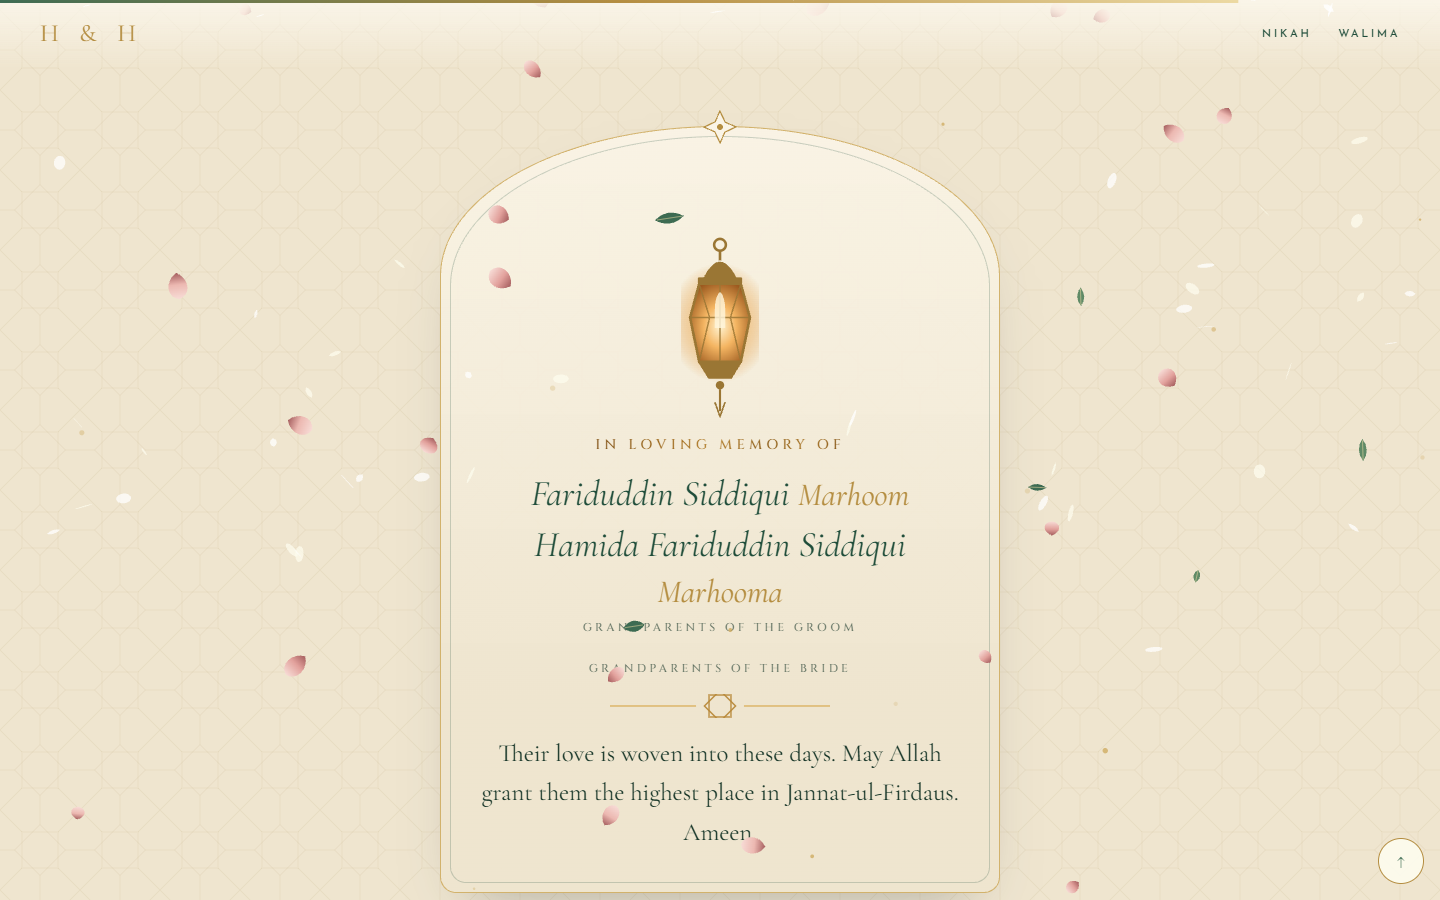 H & H
NIKAH WALIMA
IN LOVING MEMORY OF
Fariduddin Siddiqui Marhoom
Hamida Fariduddin Siddiqui
Marhooma
GRANDPARENTS OF THE GROOM
GRANDPARENTS OF THE BRIDE
Their love is woven into these days. May Allah
grant them the highest place in Jannat-ul-Firdaus.
Ameen
↑